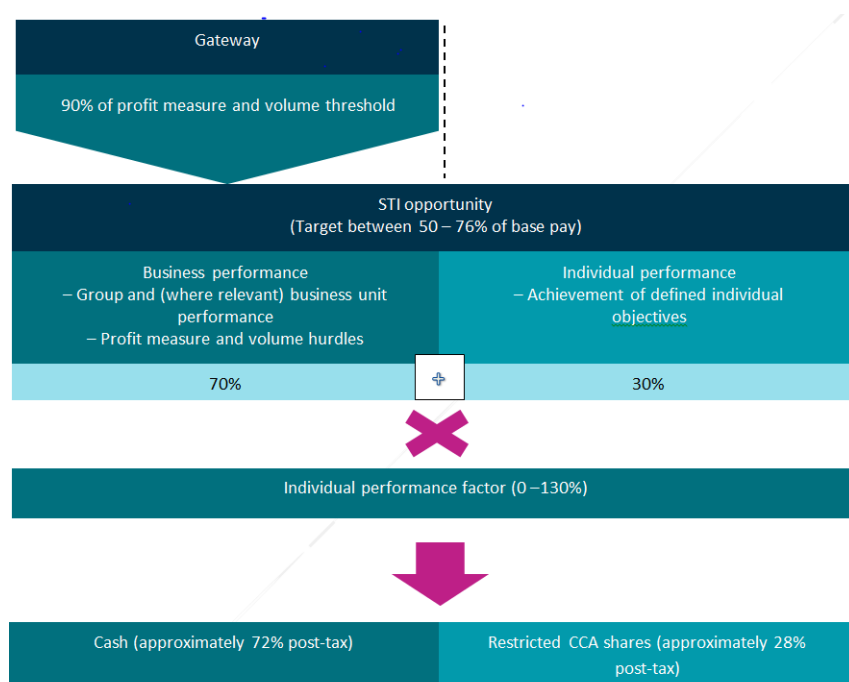 Gateway
90% of profit measure and volume threshold
STI opportunity
(Target between 50 – 76% of base pay)
Business performance
– Group and (where relevant) business unit
performance
– Profit measure and volume hurdles
Individual performance
– Achievement of defined individual
objectives
70%
30%
Individual performance factor (0 –130%)
Cash (approximately 72% post-tax)
Restricted CCA shares (approximately 28%
post-tax)